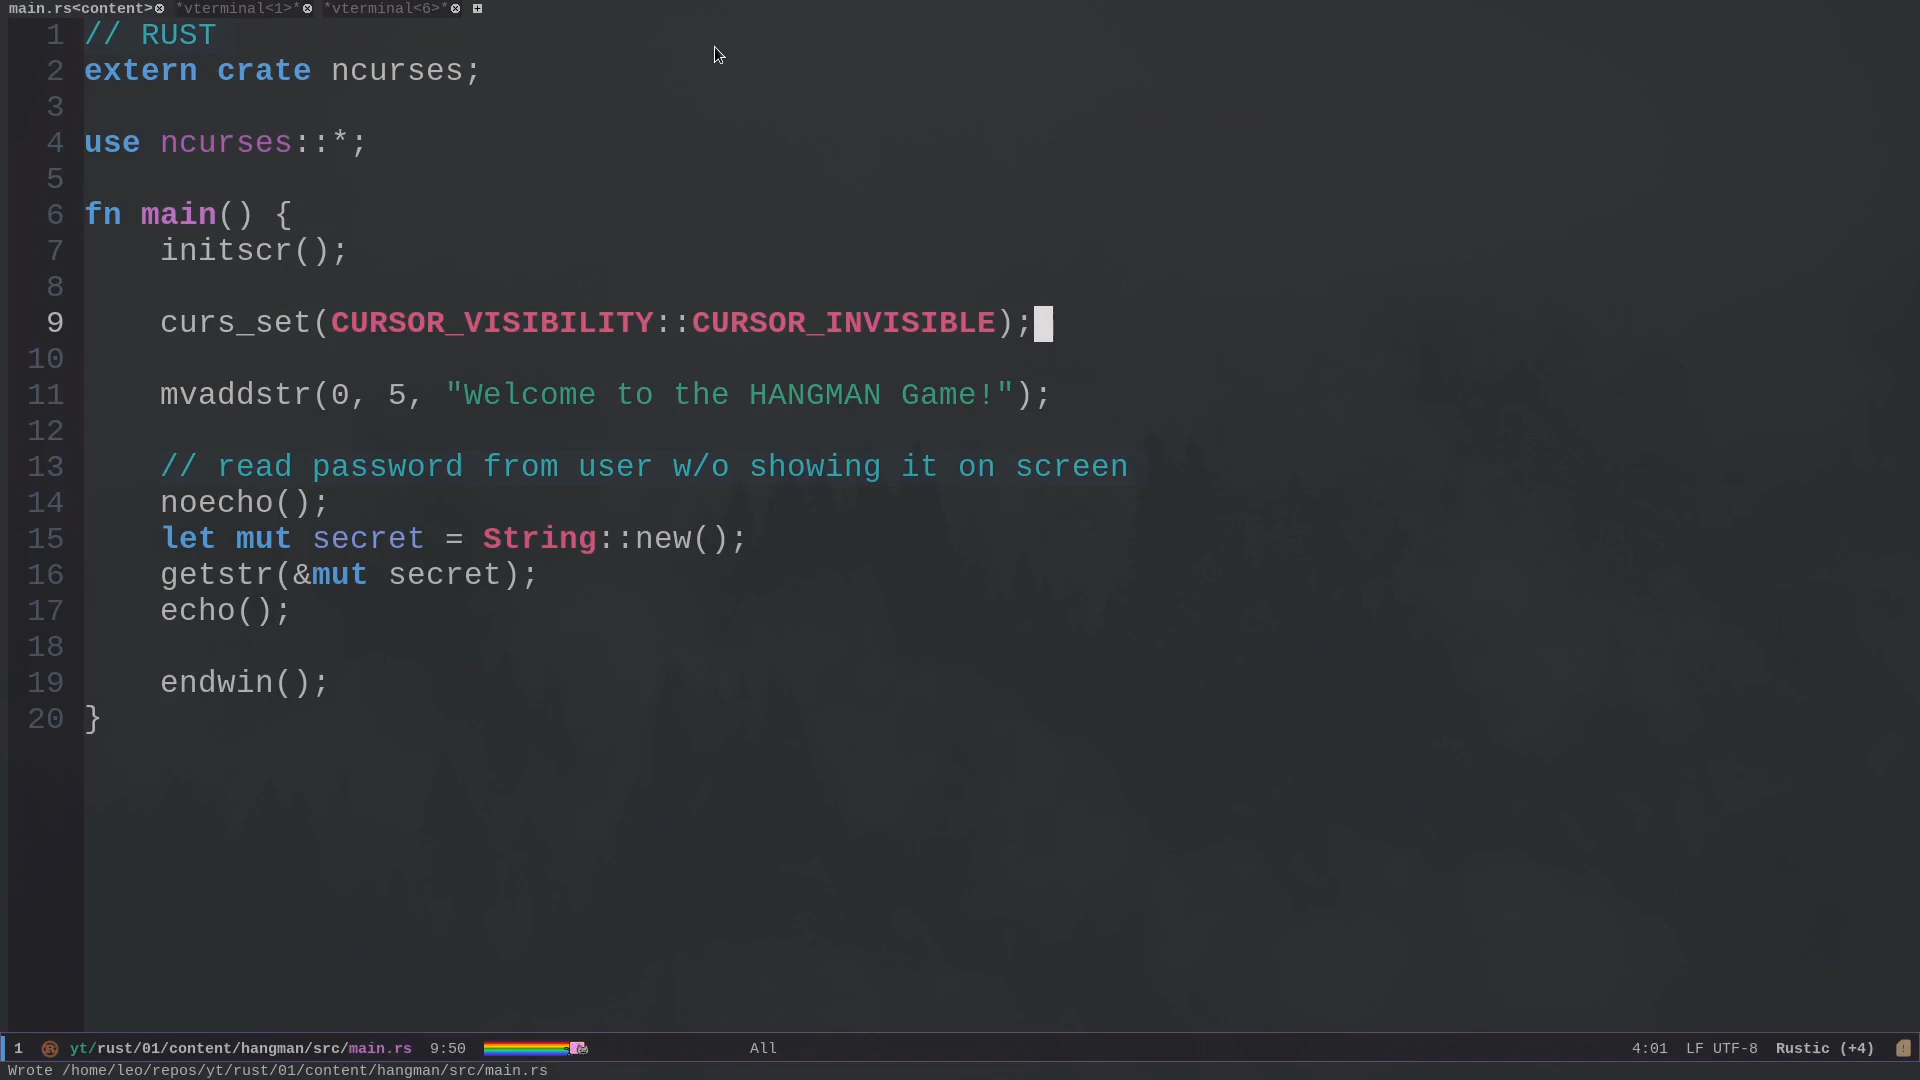 main.rs<content> *vterminal<1>* *vterminal<6>*
1 // RUST
2 extern crate ncurses;
3
4 use ncurses::*;
5
6 fn main() {
7     initscr();
8
9     curs_set(CURSOR_VISIBILITY::CURSOR_INVISIBLE);
10
11     mvaddstr(0, 5, "Welcome to the HANGMAN Game!");
12
13     // read password from user w/o showing it on screen
14     noecho();
15     let mut secret = String::new();
16     getstr(&mut secret);
17     echo();
18
19     endwin();
20 }
1 yt/rust/01/content/hangman/src/main.rs 9:50 All 4:01 LF UTF-8 Rustic (+4)
Wrote /home/leo/repos/yt/rust/01/content/hangman/src/main.rs